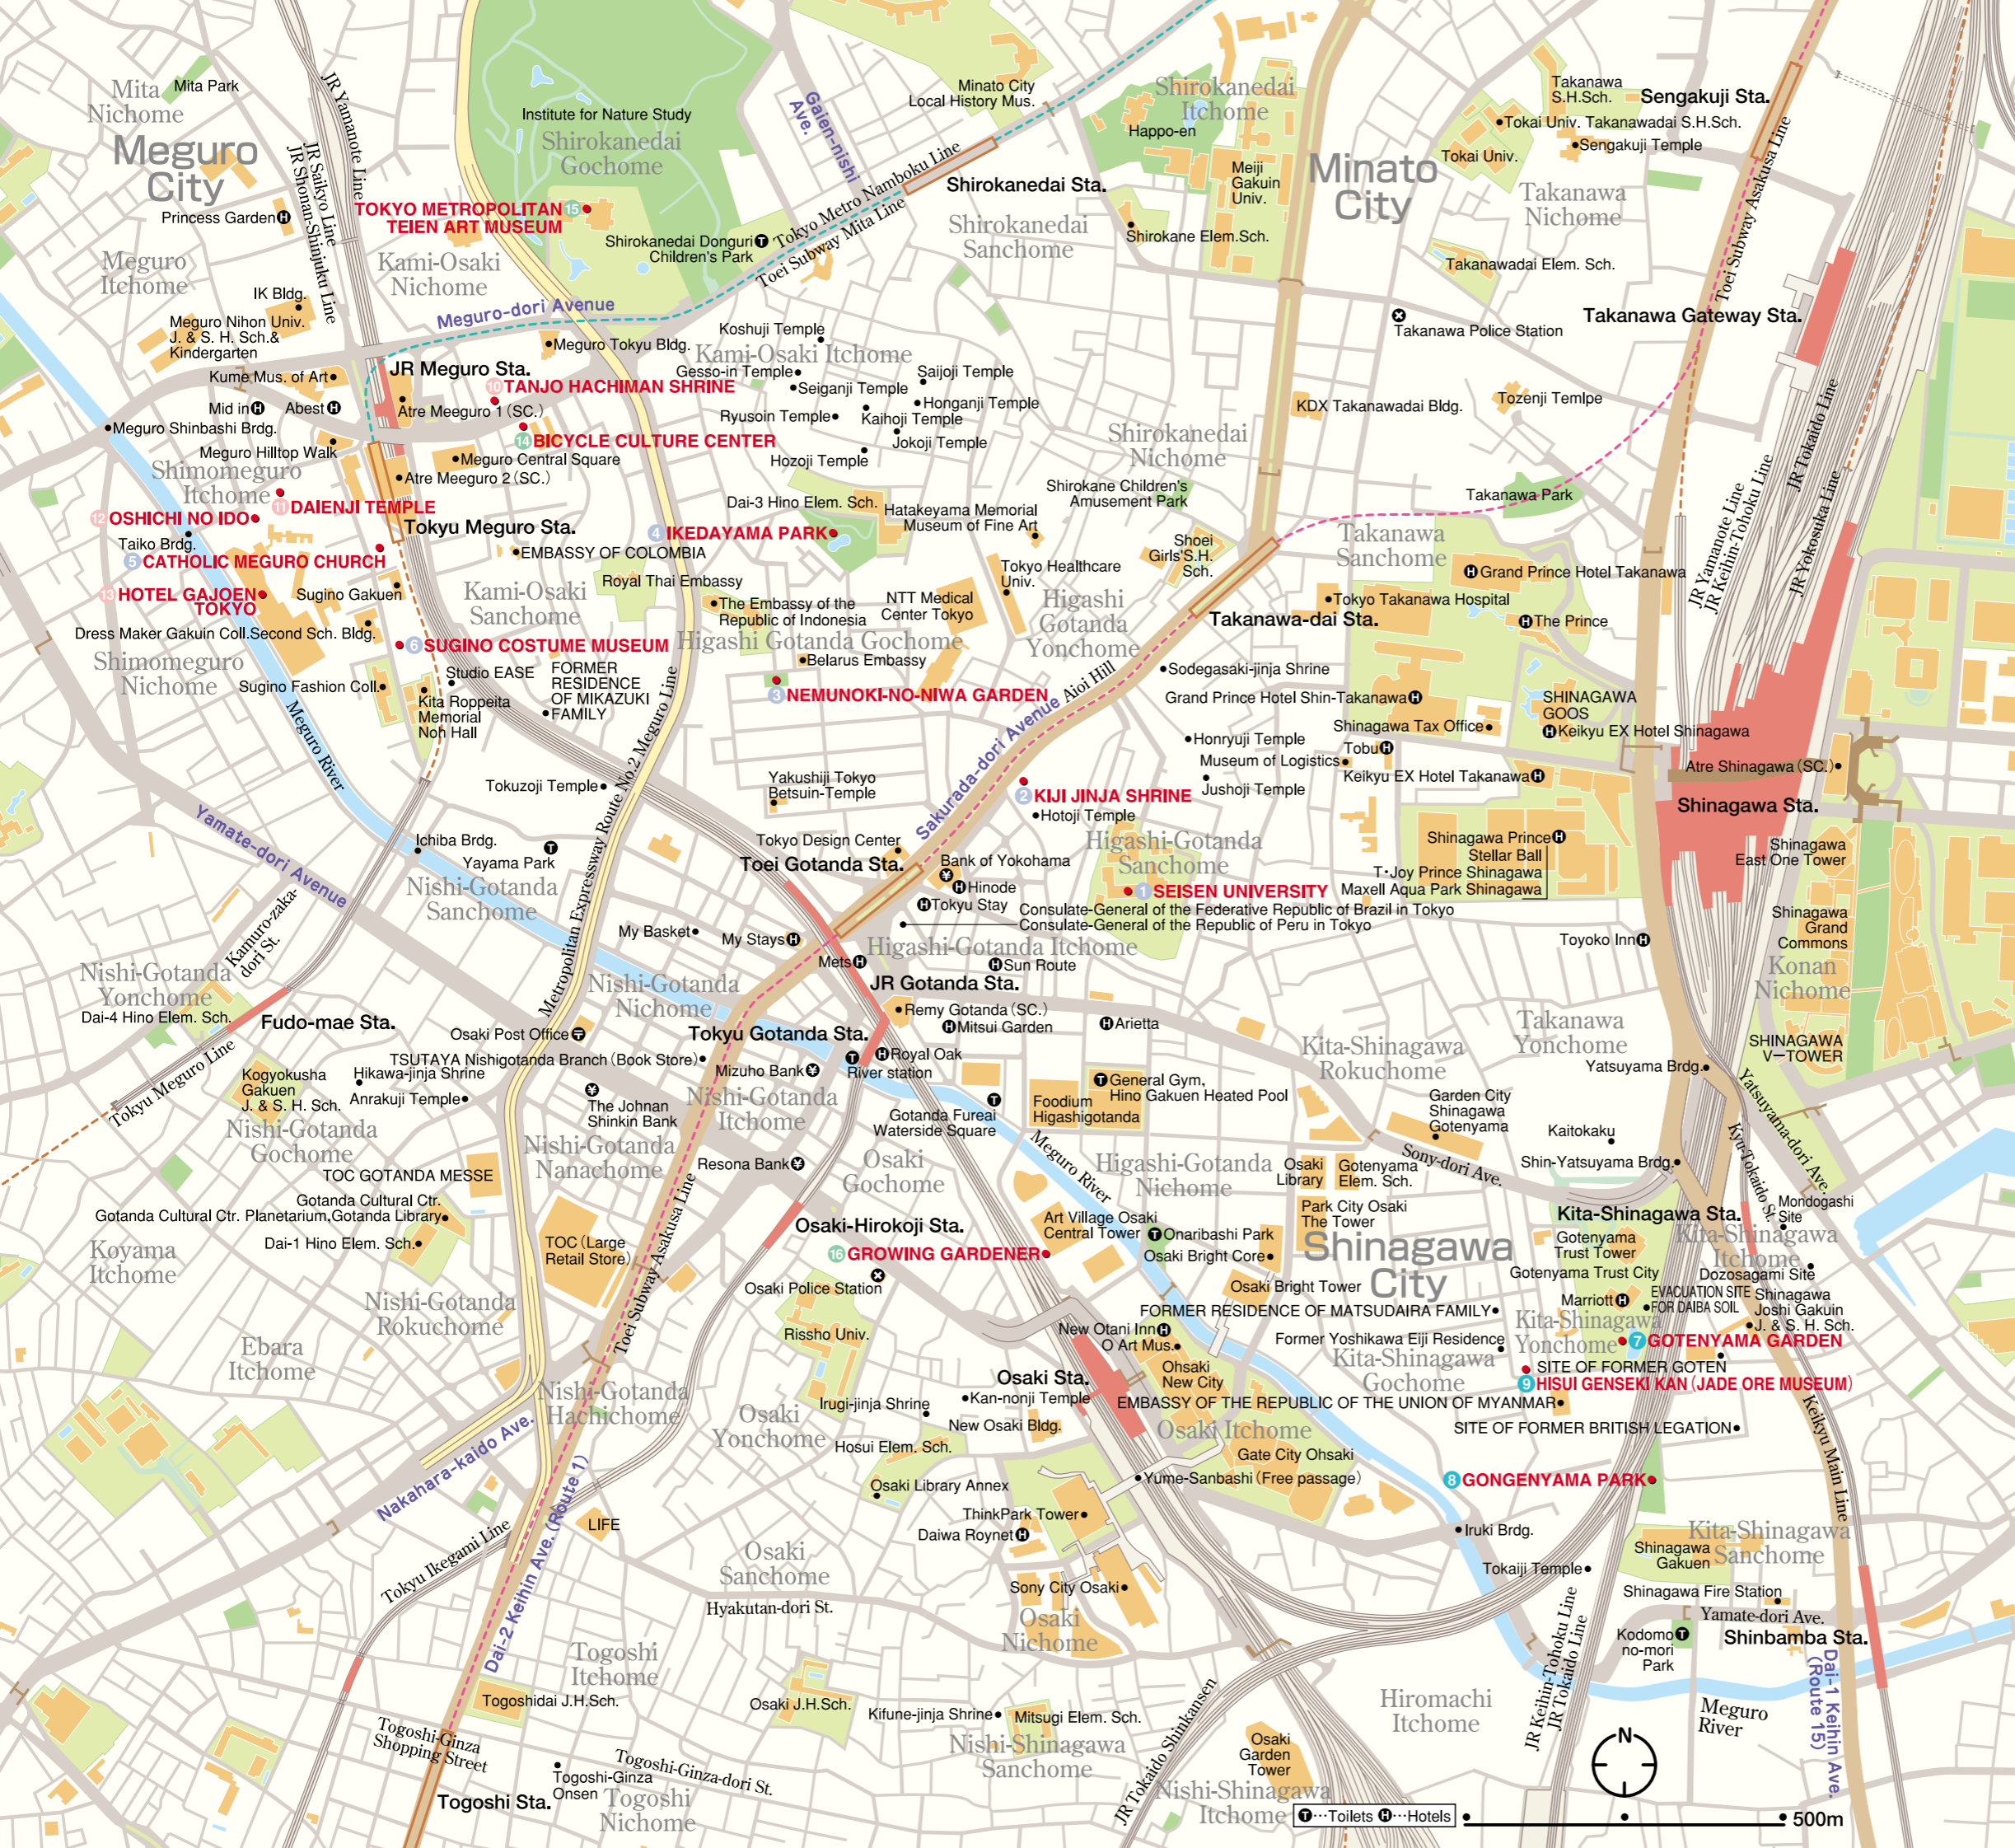 Mita
Nichome
Mita Park
Meguro
City
Princess Garden
Meguro
Itchome
JR Yamanote Line
JR Saikyo Line
JR Shonan-Shinjuku Line
Institute for Nature Study
Shirokanedai
Gochome
TOKYO METROPOLITAN 15
TEIEN ART MUSEUM
Kami-Osaki
Nichome
Shirokanedai Donguri
Children's Park
Gaien-nishi
Ave.
Tokyo Metro Namboku Line
Toei Subway Mita Line
Minato City
Local History Mus.
Shirokanedai Sta.
Shirokanedai
Sanchome
Shirokanedai
Itchome
Happo-en
Meiji
Gakuin
Univ.
Shirokane Elem.Sch.
Minato
City
Takanawa
S.H.Sch.
Sengakuji Sta.
Tokai Univ. Takanawadai S.H.Sch.
Sengakuji Temple
Tokai Univ.
Takanawa
Nichome
Toei Subway Asakusa Line
Takanawadai Elem. Sch.
Takanawa Gateway Sta.
Takanawa Police Station
IK Bldg.
Meguro Nihon Univ.
J. & S. H. Sch.&
Kindergarten
Meguro-dori Avenue
Meguro Tokyu Bldg.
Koshuji Temple
Kami-Osaki Itchome
Gesso-in Temple
Seiganji Temple
Saijoji Temple
Honganji Temple
Ryusoin Temple
Kaihoji Temple
Jokoji Temple
Hozoji Temple
Kume Mus. of Art
JR Meguro Sta.
10 TANJO HACHIMAN SHRINE
Mid in
Abest
Atre Meeguro 1 (SC.)
Meguro Shinbashi Brdg.
14 BICYCLE CULTURE CENTER
Meguro Hilltop Walk
Meguro Central Square
Shimomeguro
Itchome
Atre Meeguro 2 (SC.)
11 DAIENJI TEMPLE
12 OSHICHI NO IDO
Tokyu Meguro Sta.
Taiko Brdg.
5 CATHOLIC MEGURO CHURCH
EMBASSY OF COLOMBIA
13 HOTEL GAJOEN
TOKYO
Sugino Gakuen
Kami-Osaki
Sanchome
Royal Thai Embassy
Dress Maker Gakuin Coll.Second Sch. Bldg.
6 SUGINO COSTUME MUSEUM
Shimomeguro
Nichome
Sugino Fashion Coll.
Studio EASE
FORMER
RESIDENCE
OF MIKAZUKI
FAMILY
Kita Roppeita
Memorial
Noh Hall
Meguro River
Tokuzoji Temple
Metropolitan Expressway Route No.2 Meguro Line
Dai-3 Hino Elem. Sch.
Hatakeyama Memorial
Museum of Fine Art
4 IKEDAYAMA PARK
Shirokanedai
Nichome
Shirokane Children's
Amusement Park
Shoei
Girls'S.H.
Sch.
Tokyo Healthcare
Univ.
NTT Medical
Center Tokyo
Higashi
Gotanda
Yonchome
The Embassy of the
Republic of Indonesia
Higashi Gotanda Gochome
Belarus Embassy
3 NEMUNOKI-NO-NIWA GARDEN
Aioi Hill
Sakurada-dori Avenue
KDX Takanawadai Bldg.
Tozenji Temlpe
Takanawa Park
Takanawa
Sanchome
Grand Prince Hotel Takanawa
Tokyo Takanawa Hospital
Takanawa-dai Sta.
The Prince
Sodegasaki-jinja Shrine
Grand Prince Hotel Shin-Takanawa
SHINAGAWA
GOOS
Shinagawa Tax Office
Keikyu EX Hotel Shinagawa
Honryuji Temple
Tobu
Museum of Logistics
Keikyu EX Hotel Takanawa
Jushoji Temple
JR Yamanote Line
JR Keihin-Tohoku Line
JR Tokaido Line
JR Yokosuka Line
Atre Shinagawa (SC.)
Shinagawa Sta.
Yakushiji Tokyo
Betsuin-Temple
2 KIJI JINJA SHRINE
Hotoji Temple
Higashi-Gotanda
Sanchome
Tokyo Design Center
Toei Gotanda Sta.
Bank of Yokohama
Hinode
Tokyu Stay
1 SEISEN UNIVERSITY
Consulate-General of the Federative Republic of Brazil in Tokyo
Consulate-General of the Republic of Peru in Tokyo
Shinagawa Prince
Stellar Ball
T・Joy Prince Shinagawa
Maxell Aqua Park Shinagawa
Shinagawa
East One Tower
Shinagawa
Grand
Commons
Konan
Nichome
Toyoko Inn
Yamate-dori Avenue
Ichiba Brdg.
Yayama Park
Nishi-Gotanda
Sanchome
Kamuro-zaka-
dori St.
My Basket
My Stays
Mets
Higashi-Gotanda Itchome
Sun Route
JR Gotanda Sta.
Nishi-Gotanda
Yonchome
Dai-4 Hino Elem. Sch.
Fudo-mae Sta.
Nishi-Gotanda
Nichome
Tokyu Gotanda Sta.
Remy Gotanda (SC.)
Mitsui Garden
Arietta
Osaki Post Office
TSUTAYA Nishigotanda Branch (Book Store)
Royal Oak
River station
Mizuho Bank
Tokyu Meguro Line
Kogyokusha
Gakuen
J. & S. H. Sch.
Hikawa-jinja Shrine
Anrakuji Temple
The Johnan
Shinkin Bank
Nishi-Gotanda
Itchome
Nishi-Gotanda
Gochome
Nishi-Gotanda
Nanachome
Gotanda Fureai
Waterside Square
General Gym,
Hino Gakuen Heated Pool
Foodium
Higashigotanda
Meguro River
Kita-Shinagawa
Rokuchome
Takanawa
Yonchome
Yatsuyama Brdg.
SHINAGAWA
V-TOWER
Yatsuyama-dori Ave.
Garden City
Shinagawa
Gotenyama
Kaitokaku
Shin-Yatsuyama Brdg.
Sony-dori Ave.
Kyu-Tokaido St.
TOC GOTANDA MESSE
Resona Bank
Osaki
Gochome
Higashi-Gotanda
Nichome
Osaki
Library
Gotenyama
Elem. Sch.
Gotanda Cultural Ctr.
Gotanda Cultural Ctr. Planetarium,Gotanda Library
Dai-1 Hino Elem. Sch.
Koyama
Itchome
TOC (Large
Retail Store)
Toei Subway Asakusa Line
Osaki-Hirokoji Sta.
16 GROWING GARDENER
Osaki Police Station
Art Village Osaki
Central Tower
Onaribashi Park
Osaki Bright Core
Park City Osaki
The Tower
Shinagawa
City
Osaki Bright Tower
FORMER RESIDENCE OF MATSUDAIRA FAMILY
Kita-Shinagawa Sta.
Mondogashi
Site
Kita-Shinagawa
Itchome
Gotenyama
Trust Tower
Gotenyama Trust City
Dozosagami Site
Marriott
EVACUATION SITE
FOR DAIBA SOIL
Shinagawa
Joshi Gakuin
J. & S. H. Sch.
Kita-Shinagawa
Yonchome
7 GOTENYAMA GARDEN
SITE OF FORMER GOTEN
9 HISUI GENSEKI KAN (JADE ORE MUSEUM)
Nishi-Gotanda
Rokuchome
Ebara
Itchome
Rissho Univ.
New Otani Inn
O Art Mus.
Former Yoshikawa Eiji Residence
Kita-Shinagawa
Gochome
Osaki Sta.
Ohsaki
New City
Kan-nonji Temple
EMBASSY OF THE REPUBLIC OF THE UNION OF MYANMAR
SITE OF FORMER BRITISH LEGATION
Nishi-Gotanda
Hachichome
Osaki
Yonchome
Irugi-jinja Shrine
New Osaki Bldg.
Osaki Itchome
Gate City Ohsaki
Hosui Elem. Sch.
Yume-Sanbashi (Free passage)
8 GONGENYAMA PARK
Keikyu Main Line
Nakahara-kaido Ave.
Dai-2 Keihin Ave. (Route 1)
Osaki Library Annex
ThinkPark Tower
Daiwa Roynet
Iruki Brdg.
Kita-Shinagawa
Sanchome
Shinagawa
Gakuen
LIFE
Tokyu Ikegami Line
Osaki
Sanchome
Hyakutan-dori St.
Sony City Osaki
Osaki
Nichome
Tokaiji Temple
Shinagawa Fire Station
Yamate-dori Ave.
Kodomo
no-mori
Park
Shinbamba Sta.
Togoshi
Itchome
Togoshidai J.H.Sch.
Osaki J.H.Sch.
Kifune-jinja Shrine
Mitsugi Elem. Sch.
Nishi-Shinagawa
Sanchome
JR Tokaido Shinkansen
Hiromachi
Itchome
JR Keihin-Tohoku Line
JR Tokaido Line
Meguro
River
Dai-1 Keihin Ave.
(Route 15)
Togoshi-Ginza
Shopping Street
Togoshi-Ginza
Onsen
Togoshi-Ginza-dori St.
Togoshi Sta.
Togoshi
Nichome
Osaki
Garden
Tower
Nishi-Shinagawa
Itchome
N
T…Toilets H…Hotels
500m